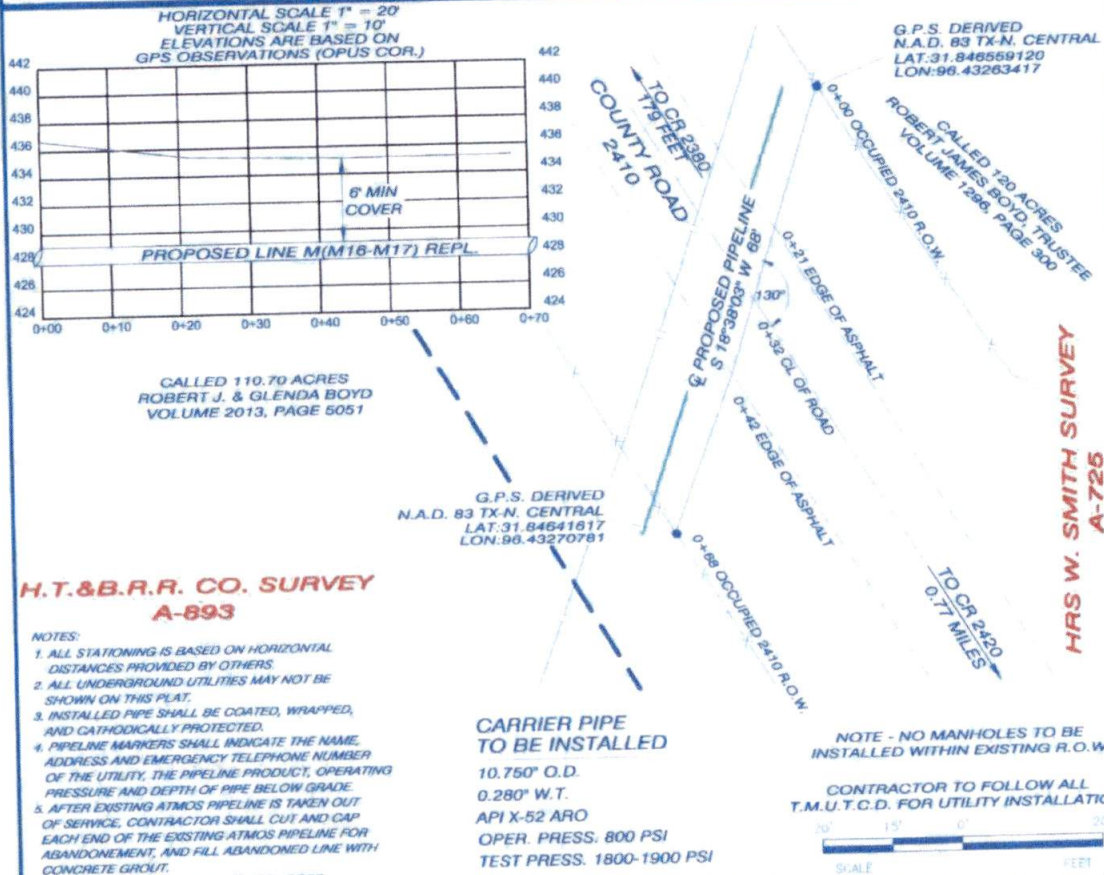 HORIZONTAL SCALE 1" = 20'
VERTICAL SCALE 1" = 10'
ELEVATIONS ARE BASED ON
GPS OBSERVATIONS (OPUS COR.)
442
440
438
436
434
432
430
428
426
424
442
440
438
436
434
432
430
428
426
424
6' MIN
COVER
PROPOSED LINE M(M16-M17) REPL.
0+00
0+10
0+20
0+30
0+40
0+50
0+60
0+70
G.P.S. DERIVED
N.A.D. 83 TX-N. CENTRAL
LAT:31.846559120
LON:96.43263417
TO CR 2380
179 FEET
COUNTY ROAD
2410
0+00 OCCUPIED 2410 R.O.W.
CALLED 120 ACRES
ROBERT JAMES BOYD, TRUSTEE
VOLUME 1296, PAGE 300
℄ PROPOSED PIPELINE
S 18°38'03" W 68'
130°
0+21 EDGE OF ASPHALT
0+32 CL OF ROAD
0+42 EDGE OF ASPHALT
CALLED 110.70 ACRES
ROBERT J. & GLENDA BOYD
VOLUME 2013, PAGE 5051
HRS W. SMITH SURVEY
A-725
G.P.S. DERIVED
N.A.D. 83 TX-N. CENTRAL
LAT:31.84641617
LON:96.43270781
0+68 OCCUPIED 2410 R.O.W.
TO CR 2420
0.77 MILES
H.T.&B.R.R. CO. SURVEY
A-893
NOTES:
1. ALL STATIONING IS BASED ON HORIZONTAL
DISTANCES PROVIDED BY OTHERS.
2. ALL UNDERGROUND UTILITIES MAY NOT BE
SHOWN ON THIS PLAT.
3. INSTALLED PIPE SHALL BE COATED, WRAPPED,
AND CATHODICALLY PROTECTED.
4. PIPELINE MARKERS SHALL INDICATE THE NAME,
ADDRESS AND EMERGENCY TELEPHONE NUMBER
OF THE UTILITY, THE PIPELINE PRODUCT, OPERATING
PRESSURE AND DEPTH OF PIPE BELOW GRADE.
5. AFTER EXISTING ATMOS PIPELINE IS TAKEN OUT
OF SERVICE, CONTRACTOR SHALL CUT AND CAP
EACH END OF THE EXISTING ATMOS PIPELINE FOR
ABANDONEMENT, AND FILL ABANDONED LINE WITH
CONCRETE GROUT.
CARRIER PIPE
TO BE INSTALLED
10.750" O.D.
0.280" W.T.
API X-52 ARO
OPER. PRESS. 800 PSI
TEST PRESS. 1800-1900 PSI
NOTE - NO MANHOLES TO BE
INSTALLED WITHIN EXISTING R.O.W
CONTRACTOR TO FOLLOW ALL
T.M.U.T.C.D. FOR UTILITY INSTALLATIO
20' 15' 0'
SCALE FEET